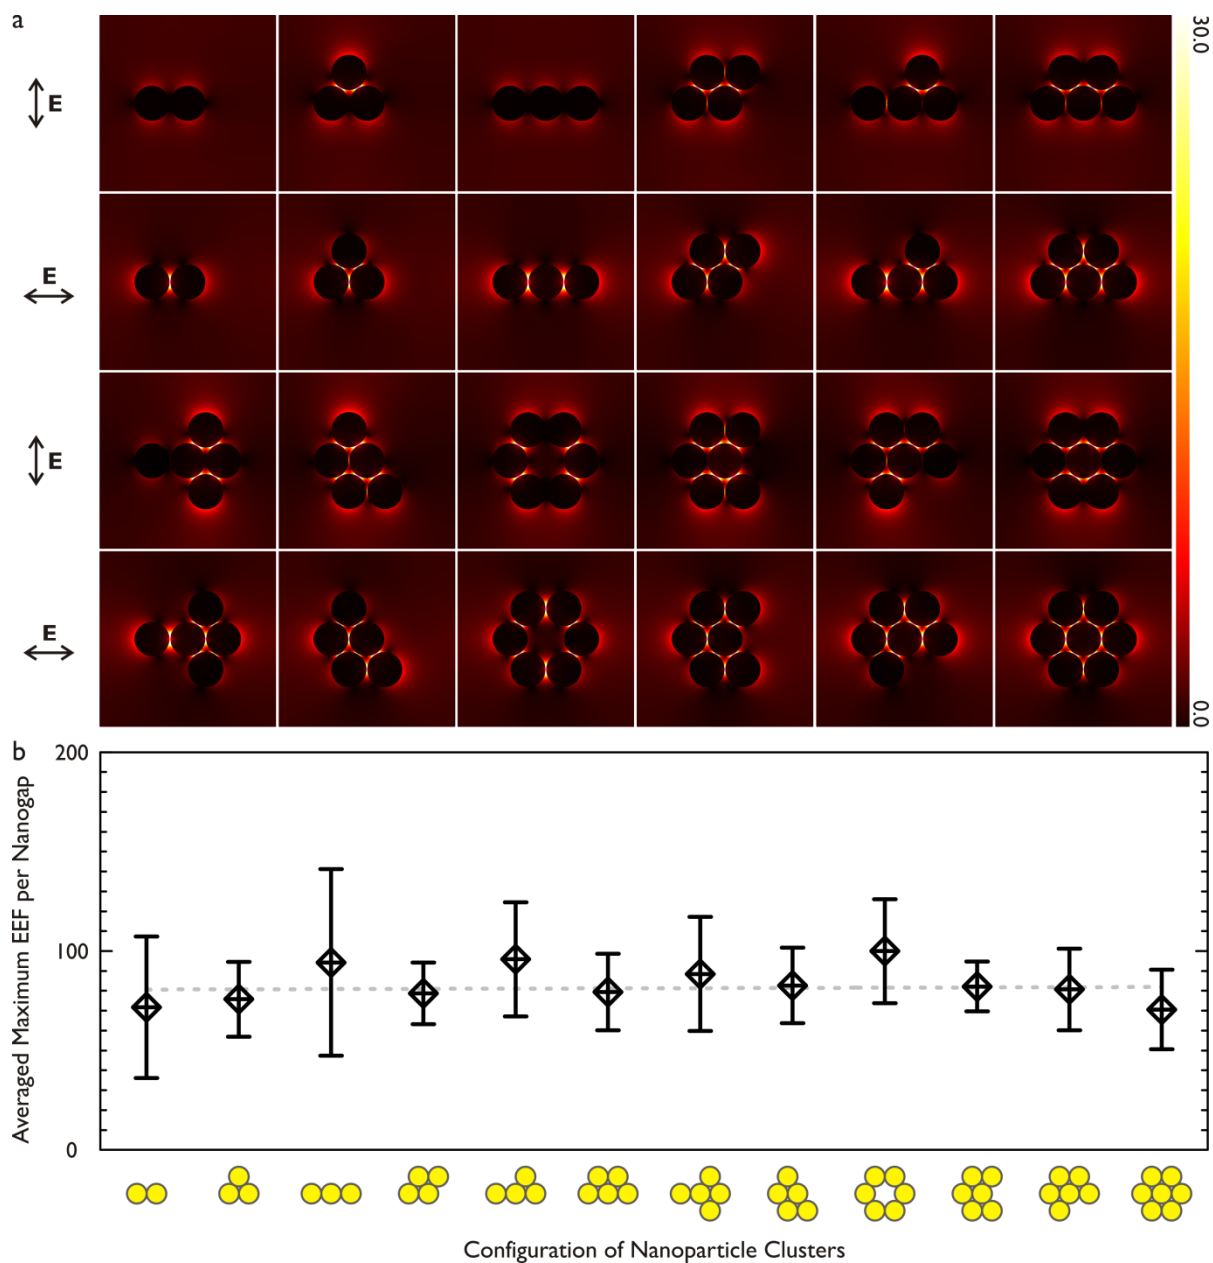 a
30.0
E
E
E
E
0.0
b
200
100
0
Averaged Maximum EEF per Nanogap
Configuration of Nanoparticle Clusters